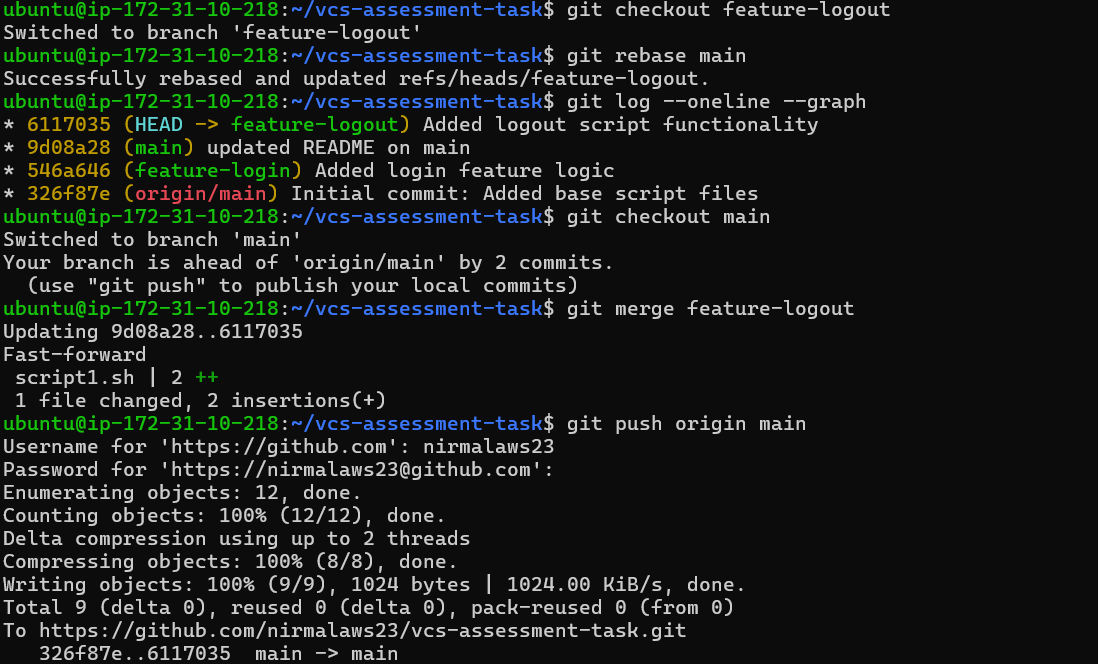 ubuntu@ip-172-31-10-218:~/vcs-assessment-task$ git checkout feature-logout
Switched to branch 'feature-logout'
ubuntu@ip-172-31-10-218:~/vcs-assessment-task$ git rebase main
Successfully rebased and updated refs/heads/feature-logout.
ubuntu@ip-172-31-10-218:~/vcs-assessment-task$ git log --oneline --graph
* 6117035 (HEAD -> feature-logout) Added logout script functionality
* 9d08a28 (main) updated README on main
* 546a646 (feature-login) Added login feature logic
* 326f87e (origin/main) Initial commit: Added base script files
ubuntu@ip-172-31-10-218:~/vcs-assessment-task$ git checkout main
Switched to branch 'main'
Your branch is ahead of 'origin/main' by 2 commits.
  (use "git push" to publish your local commits)
ubuntu@ip-172-31-10-218:~/vcs-assessment-task$ git merge feature-logout
Updating 9d08a28..6117035
Fast-forward
 script1.sh | 2 ++
 1 file changed, 2 insertions(+)
ubuntu@ip-172-31-10-218:~/vcs-assessment-task$ git push origin main
Username for 'https://github.com': nirmalaws23
Password for 'https://nirmalaws23@github.com':
Enumerating objects: 12, done.
Counting objects: 100% (12/12), done.
Delta compression using up to 2 threads
Compressing objects: 100% (8/8), done.
Writing objects: 100% (9/9), 1024 bytes | 1024.00 KiB/s, done.
Total 9 (delta 0), reused 0 (delta 0), pack-reused 0 (from 0)
To https://github.com/nirmalaws23/vcs-assessment-task.git
   326f87e..6117035  main -> main